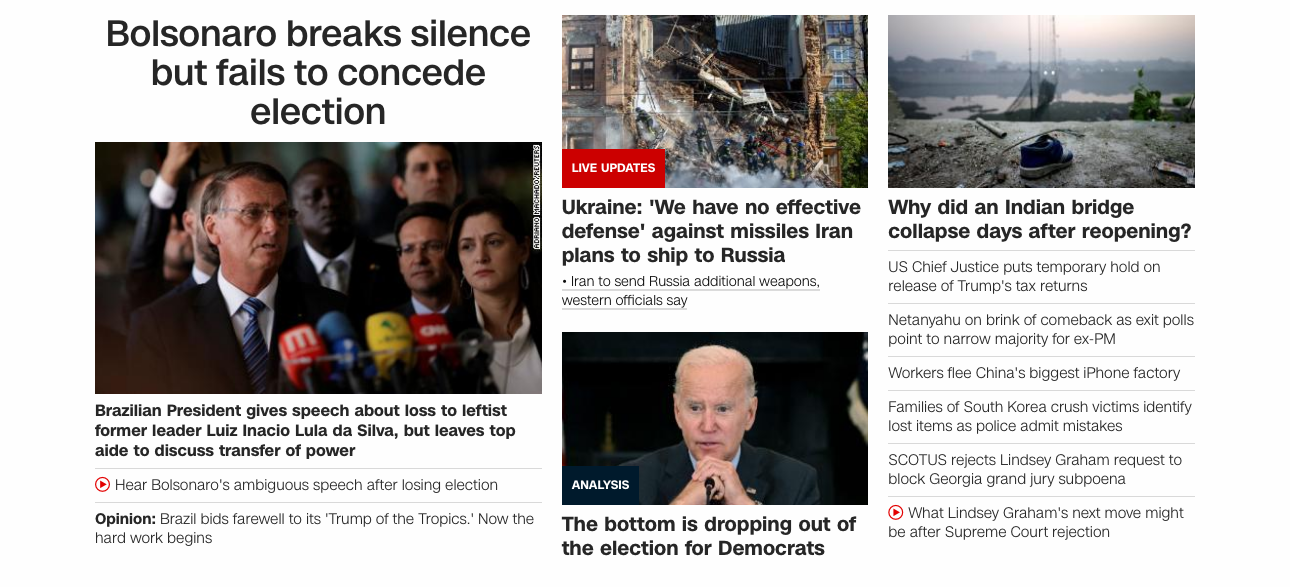 Bolsonaro breaks silence
but fails to concede
election
ADRIANO MACHADO/REUTERS
CNN
Brazilian President gives speech about loss to leftist
former leader Luiz Inacio Lula da Silva, but leaves top
aide to discuss transfer of power
Hear Bolsonaro's ambiguous speech after losing election
Opinion: Brazil bids farewell to its 'Trump of the Tropics.' Now the
hard work begins
LIVE UPDATES
Ukraine: 'We have no effective
defense' against missiles Iran
plans to ship to Russia
• Iran to send Russia additional weapons,
western officials say
ANALYSIS
The bottom is dropping out of
the election for Democrats
Why did an Indian bridge
collapse days after reopening?
US Chief Justice puts temporary hold on
release of Trump's tax returns
Netanyahu on brink of comeback as exit polls
point to narrow majority for ex-PM
Workers flee China's biggest iPhone factory
Families of South Korea crush victims identify
lost items as police admit mistakes
SCOTUS rejects Lindsey Graham request to
block Georgia grand jury subpoena
What Lindsey Graham's next move might
be after Supreme Court rejection